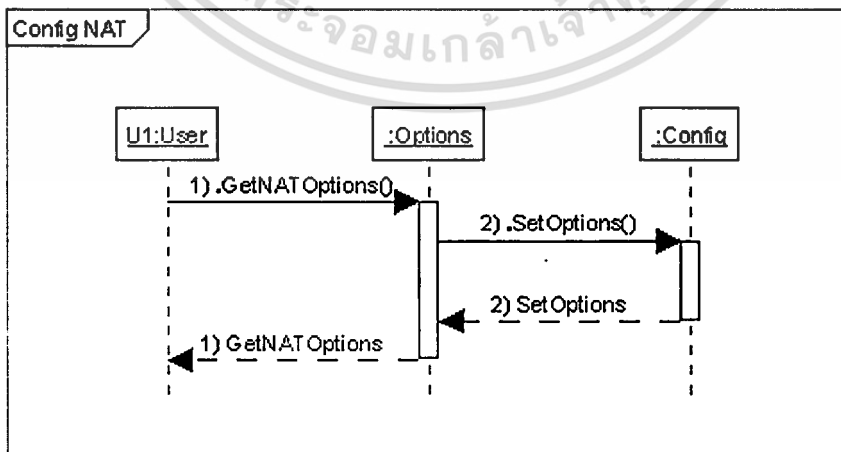 Config NAT
U1:User
:Options
:Config
1) .GetNATOptions()
2) .SetOptions()
2) SetOptions
1) GetNATOptions